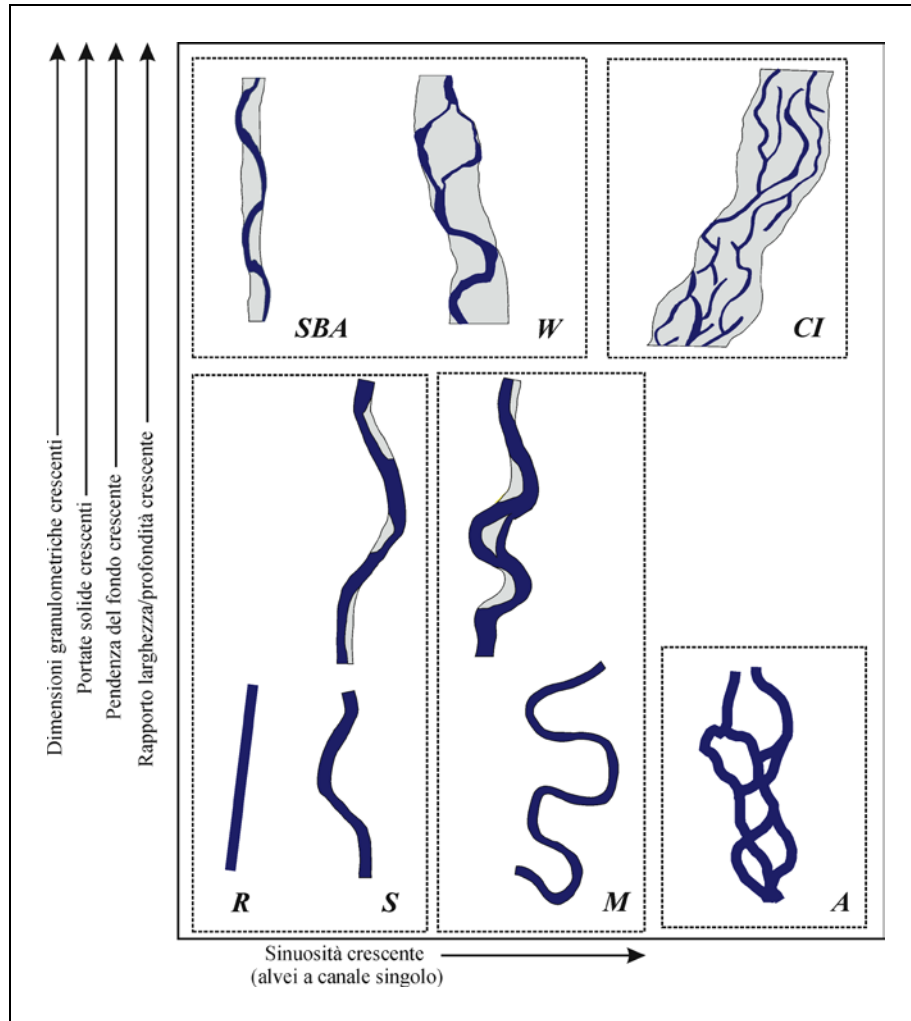 Dimensioni granulometriche crescenti
Portate solide crescenti
Pendenza del fondo crescente
Rapporto larghezza/profondità crescente
SBA
W
CI
R
S
M
A
Sinuosità crescente
(alvei a canale singolo)